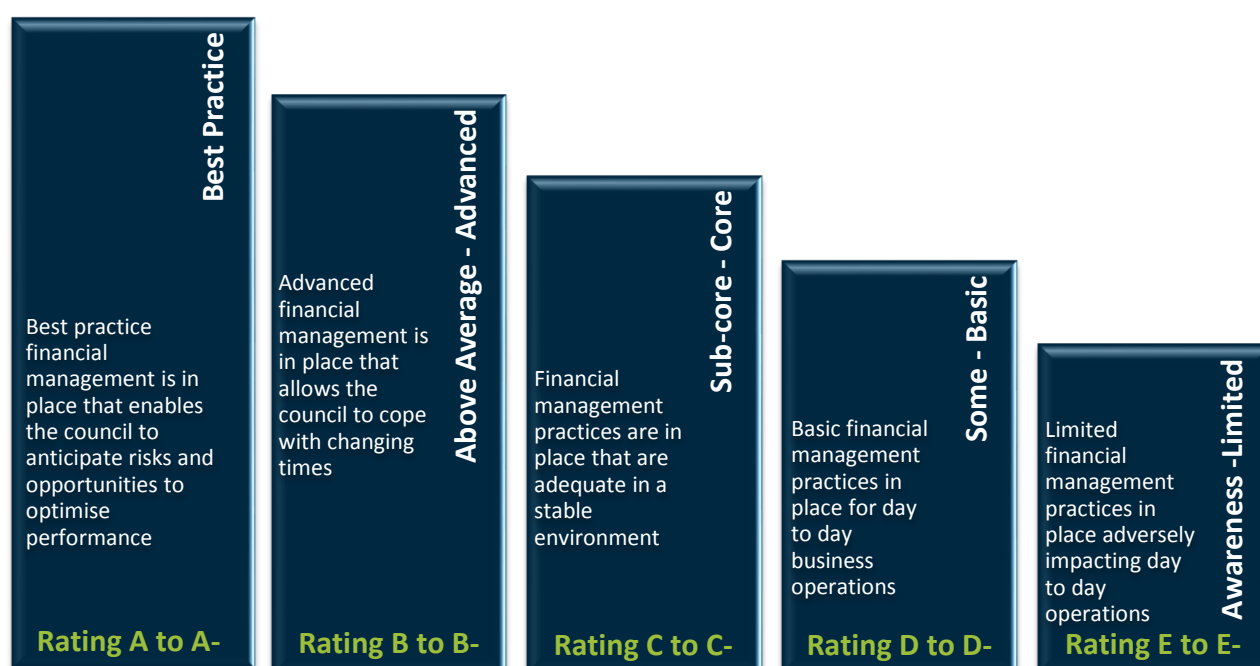 Best Practice
Best practice
financial
management is in
place that enables
the council to
anticipate risks and
opportunities to
optimise
performance
Rating A to A-
Above Average - Advanced
Advanced
financial
management is
in place that
allows the
council to cope
with changing
times
Rating B to B-
Sub-core - Core
Financial
management
practices are in
place that are
adequate in a
stable
environment
Rating C to C-
Some - Basic
Basic financial
management
practices in
place for day
to day
business
operations
Rating D to D-
Awareness -Limited
Limited
financial
management
practices in
place adversely
impacting day
to day
operations
Rating E to E-